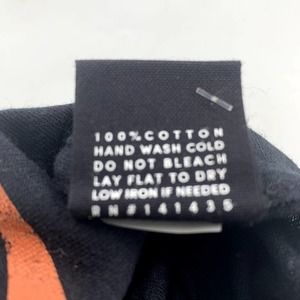 100% COTTON
HAND WASH COLD
DO NOT BLEACH
LAY FLAT TO DRY
LOW IRON IF NEEDED
RN#141435